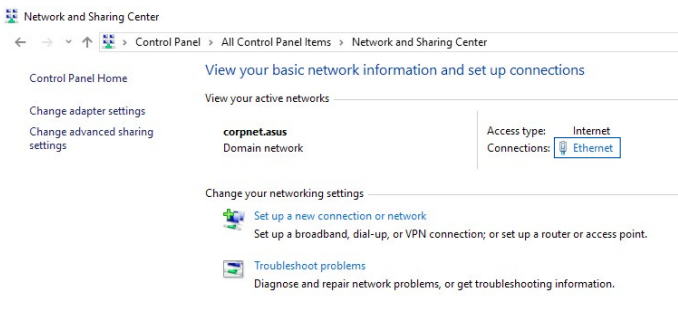 Network and Sharing Center
Control Panel > All Control Panel Items > Network and Sharing Center
Control Panel Home
Change adapter settings
Change advanced sharing
settings
View your basic network information and set up connections
View your active networks
corpnet.asus
Domain network
Access type: Internet
Connections: Ethernet
Change your networking settings
Set up a new connection or network
Set up a broadband, dial-up, or VPN connection; or set up a router or access point.
Troubleshoot problems
Diagnose and repair network problems, or get troubleshooting information.